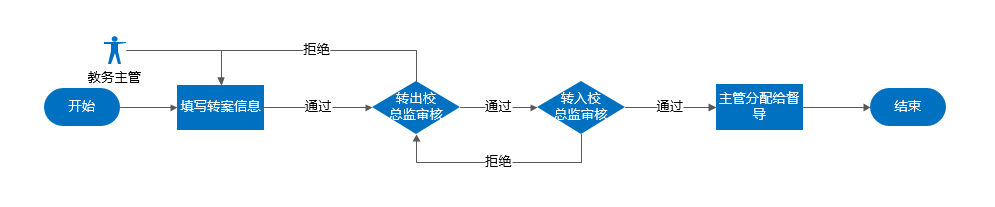 拒绝
教务主管
开始
填写转案信息
通过
转出校
总监审核
通过
转入校
总监审核
通过
主管分配给督
导
结束
拒绝